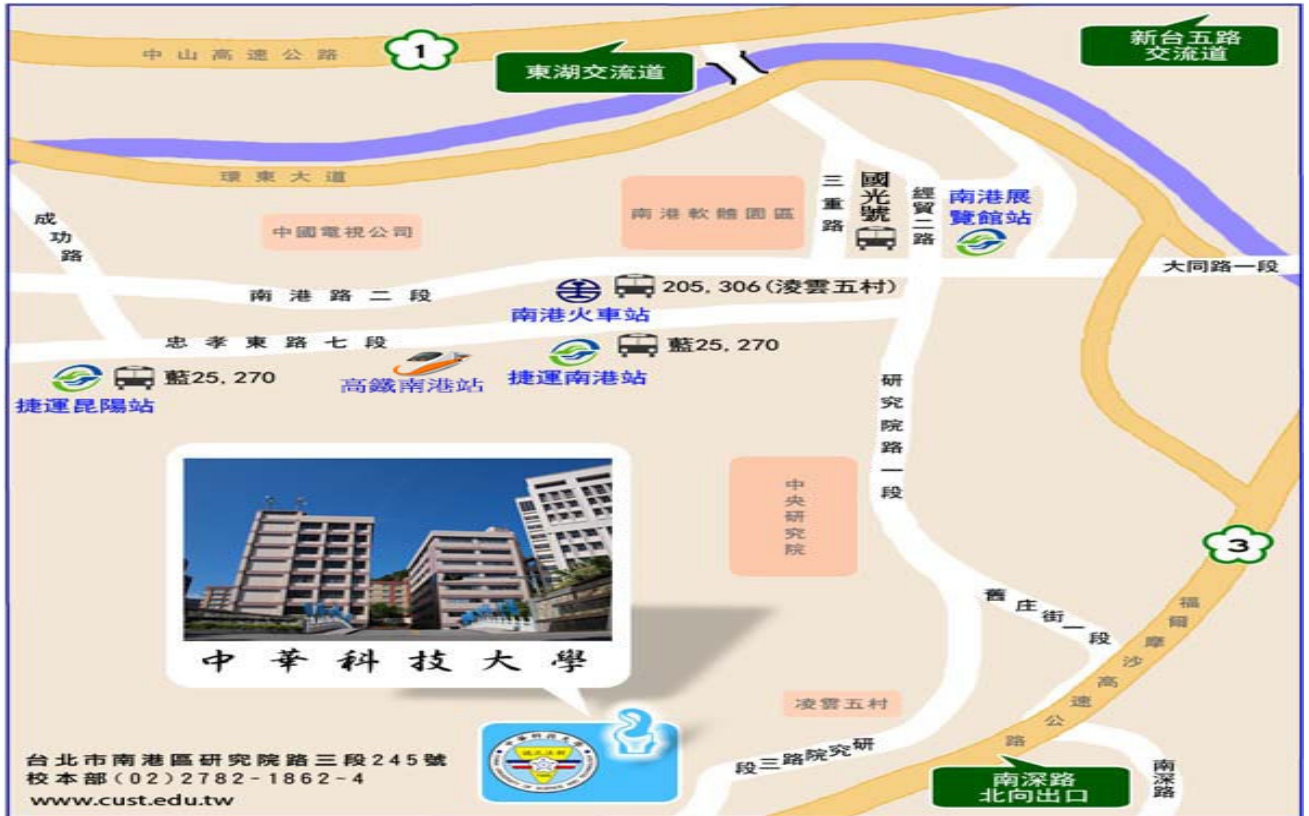 中山高速公路
1
東湖交流道
新台五路
交流道
環東大道
成功路
中國電視公司
南港軟體園區
三重路
國光號
經貿二路
南港展
覽館站
大同路一段
南港路二段
205, 306(淩雲五村)
南港火車站
忠孝東路七段
藍25, 270
捷運昆陽站
高鐵南港站
藍25, 270
捷運南港站
研究院路一段
中央研究院
3
舊庄街一段
福爾摩沙高速公路
中華科技大學
凌雲五村
研究院路三段
南深路
北向出口
南深路
台北市南港區研究院路三段245號
校本部(02)2782-1862~4
www.cust.edu.tw